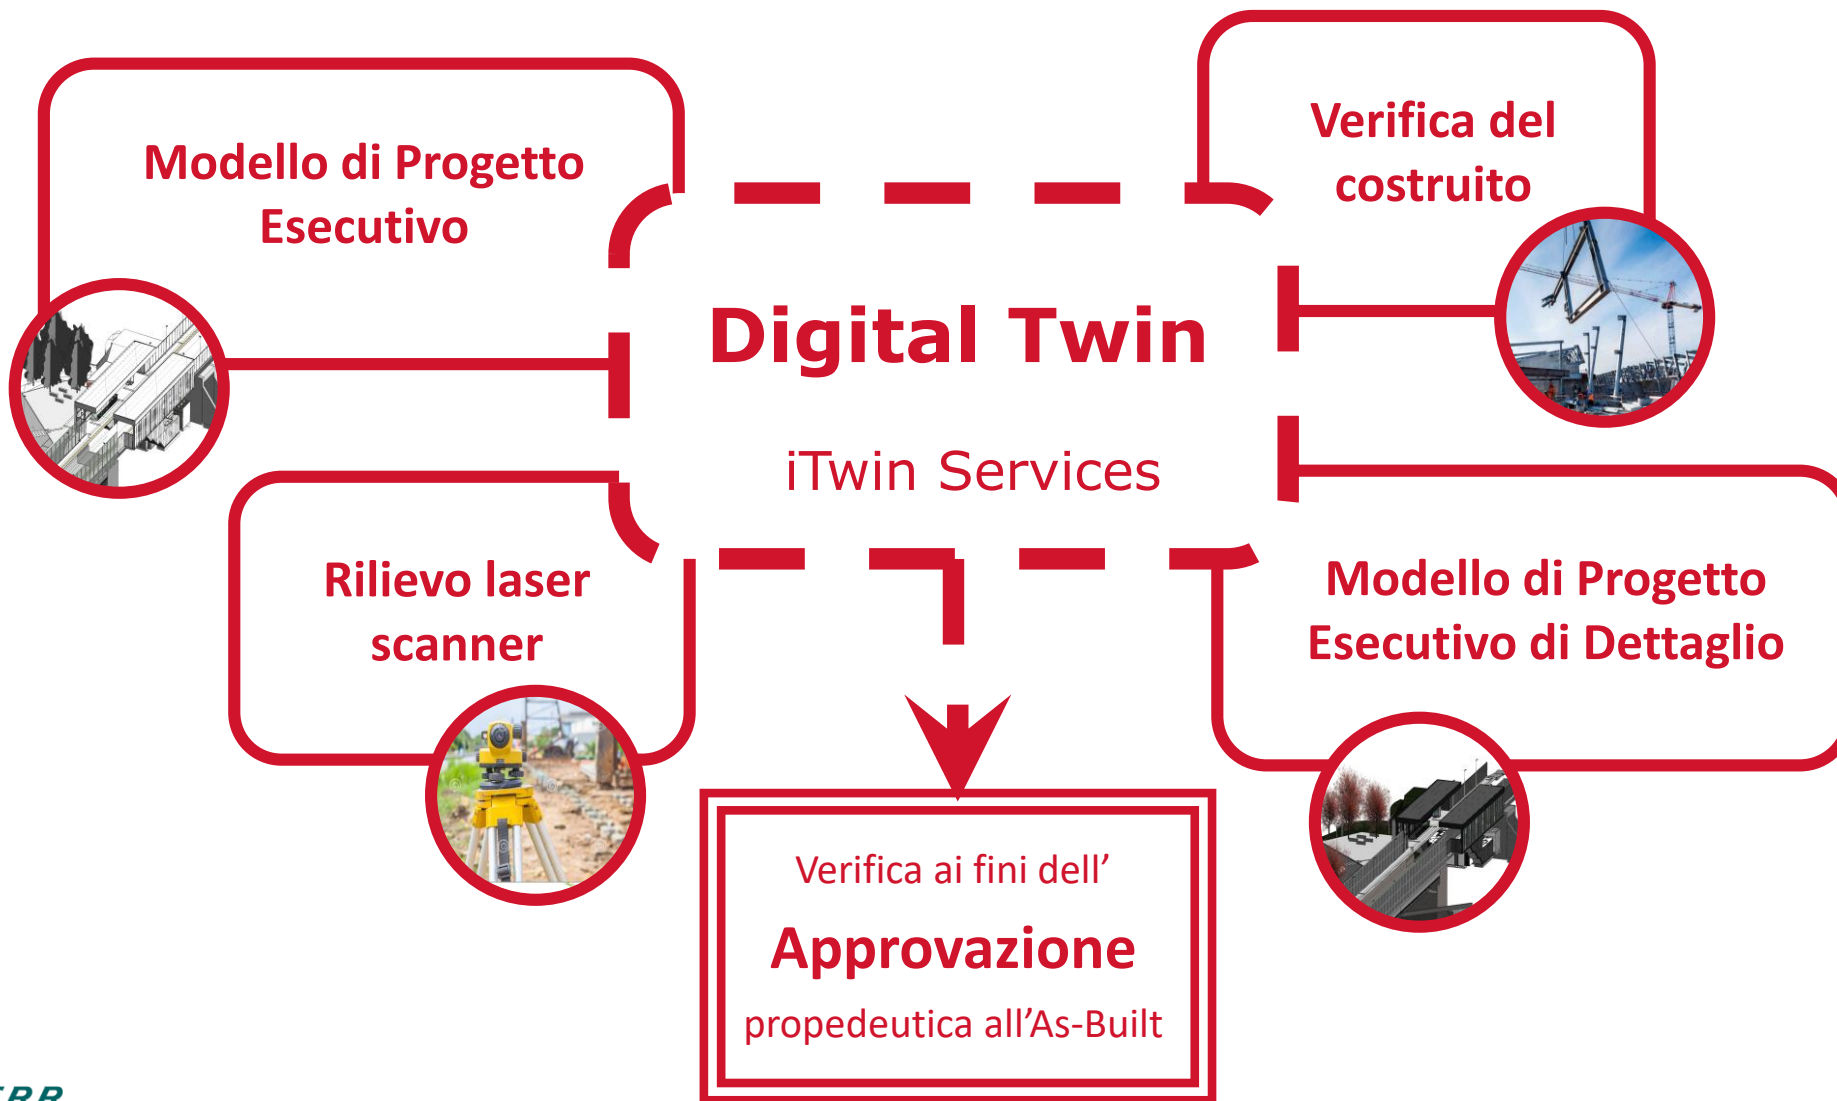 Modello di Progetto
Esecutivo
Verifica del
costruito
Digital Twin
iTwin Services
Rilievo laser
scanner
Modello di Progetto
Esecutivo di Dettaglio
Verifica ai fini dell’
Approvazione
propedeutica all’As-Built